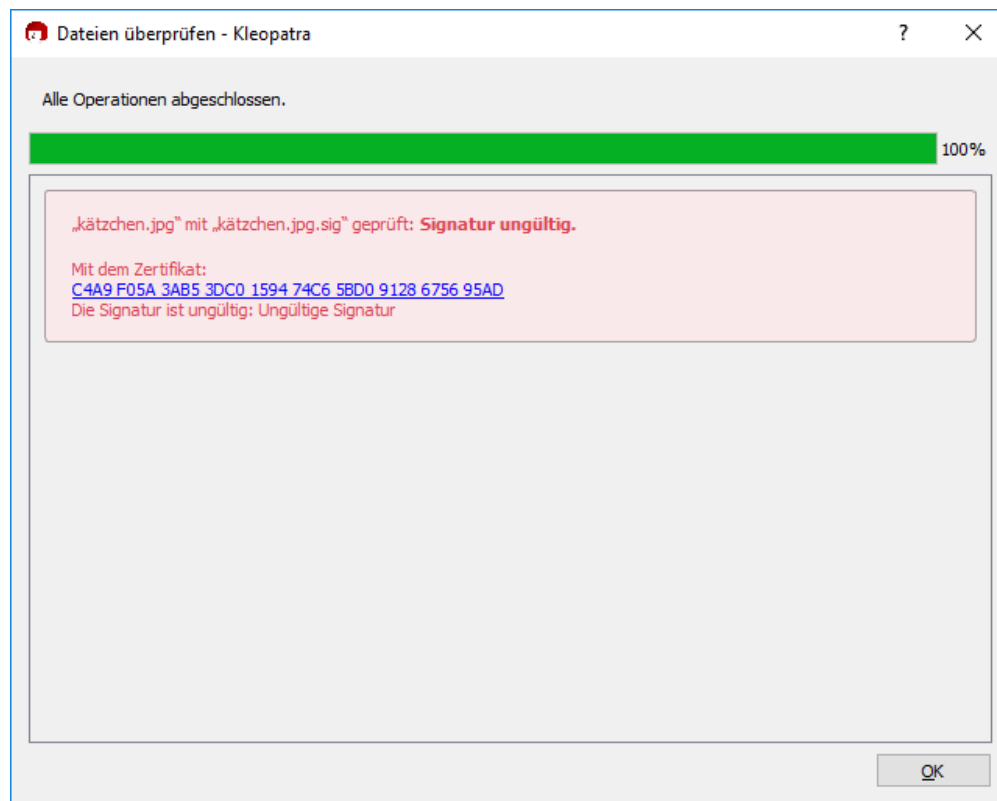 Dateien überprüfen - Kleopatra
?
Alle Operationen abgeschlossen.
100%
„kätzchen.jpg“ mit „kätzchen.jpg.sig“ geprüft: Signatur ungültig.
Mit dem Zertifikat:
C4A9 F05A 3AB5 3DC0 1594 74C6 5BD0 9128 6756 95AD
Die Signatur ist ungültig: Ungültige Signatur
OK